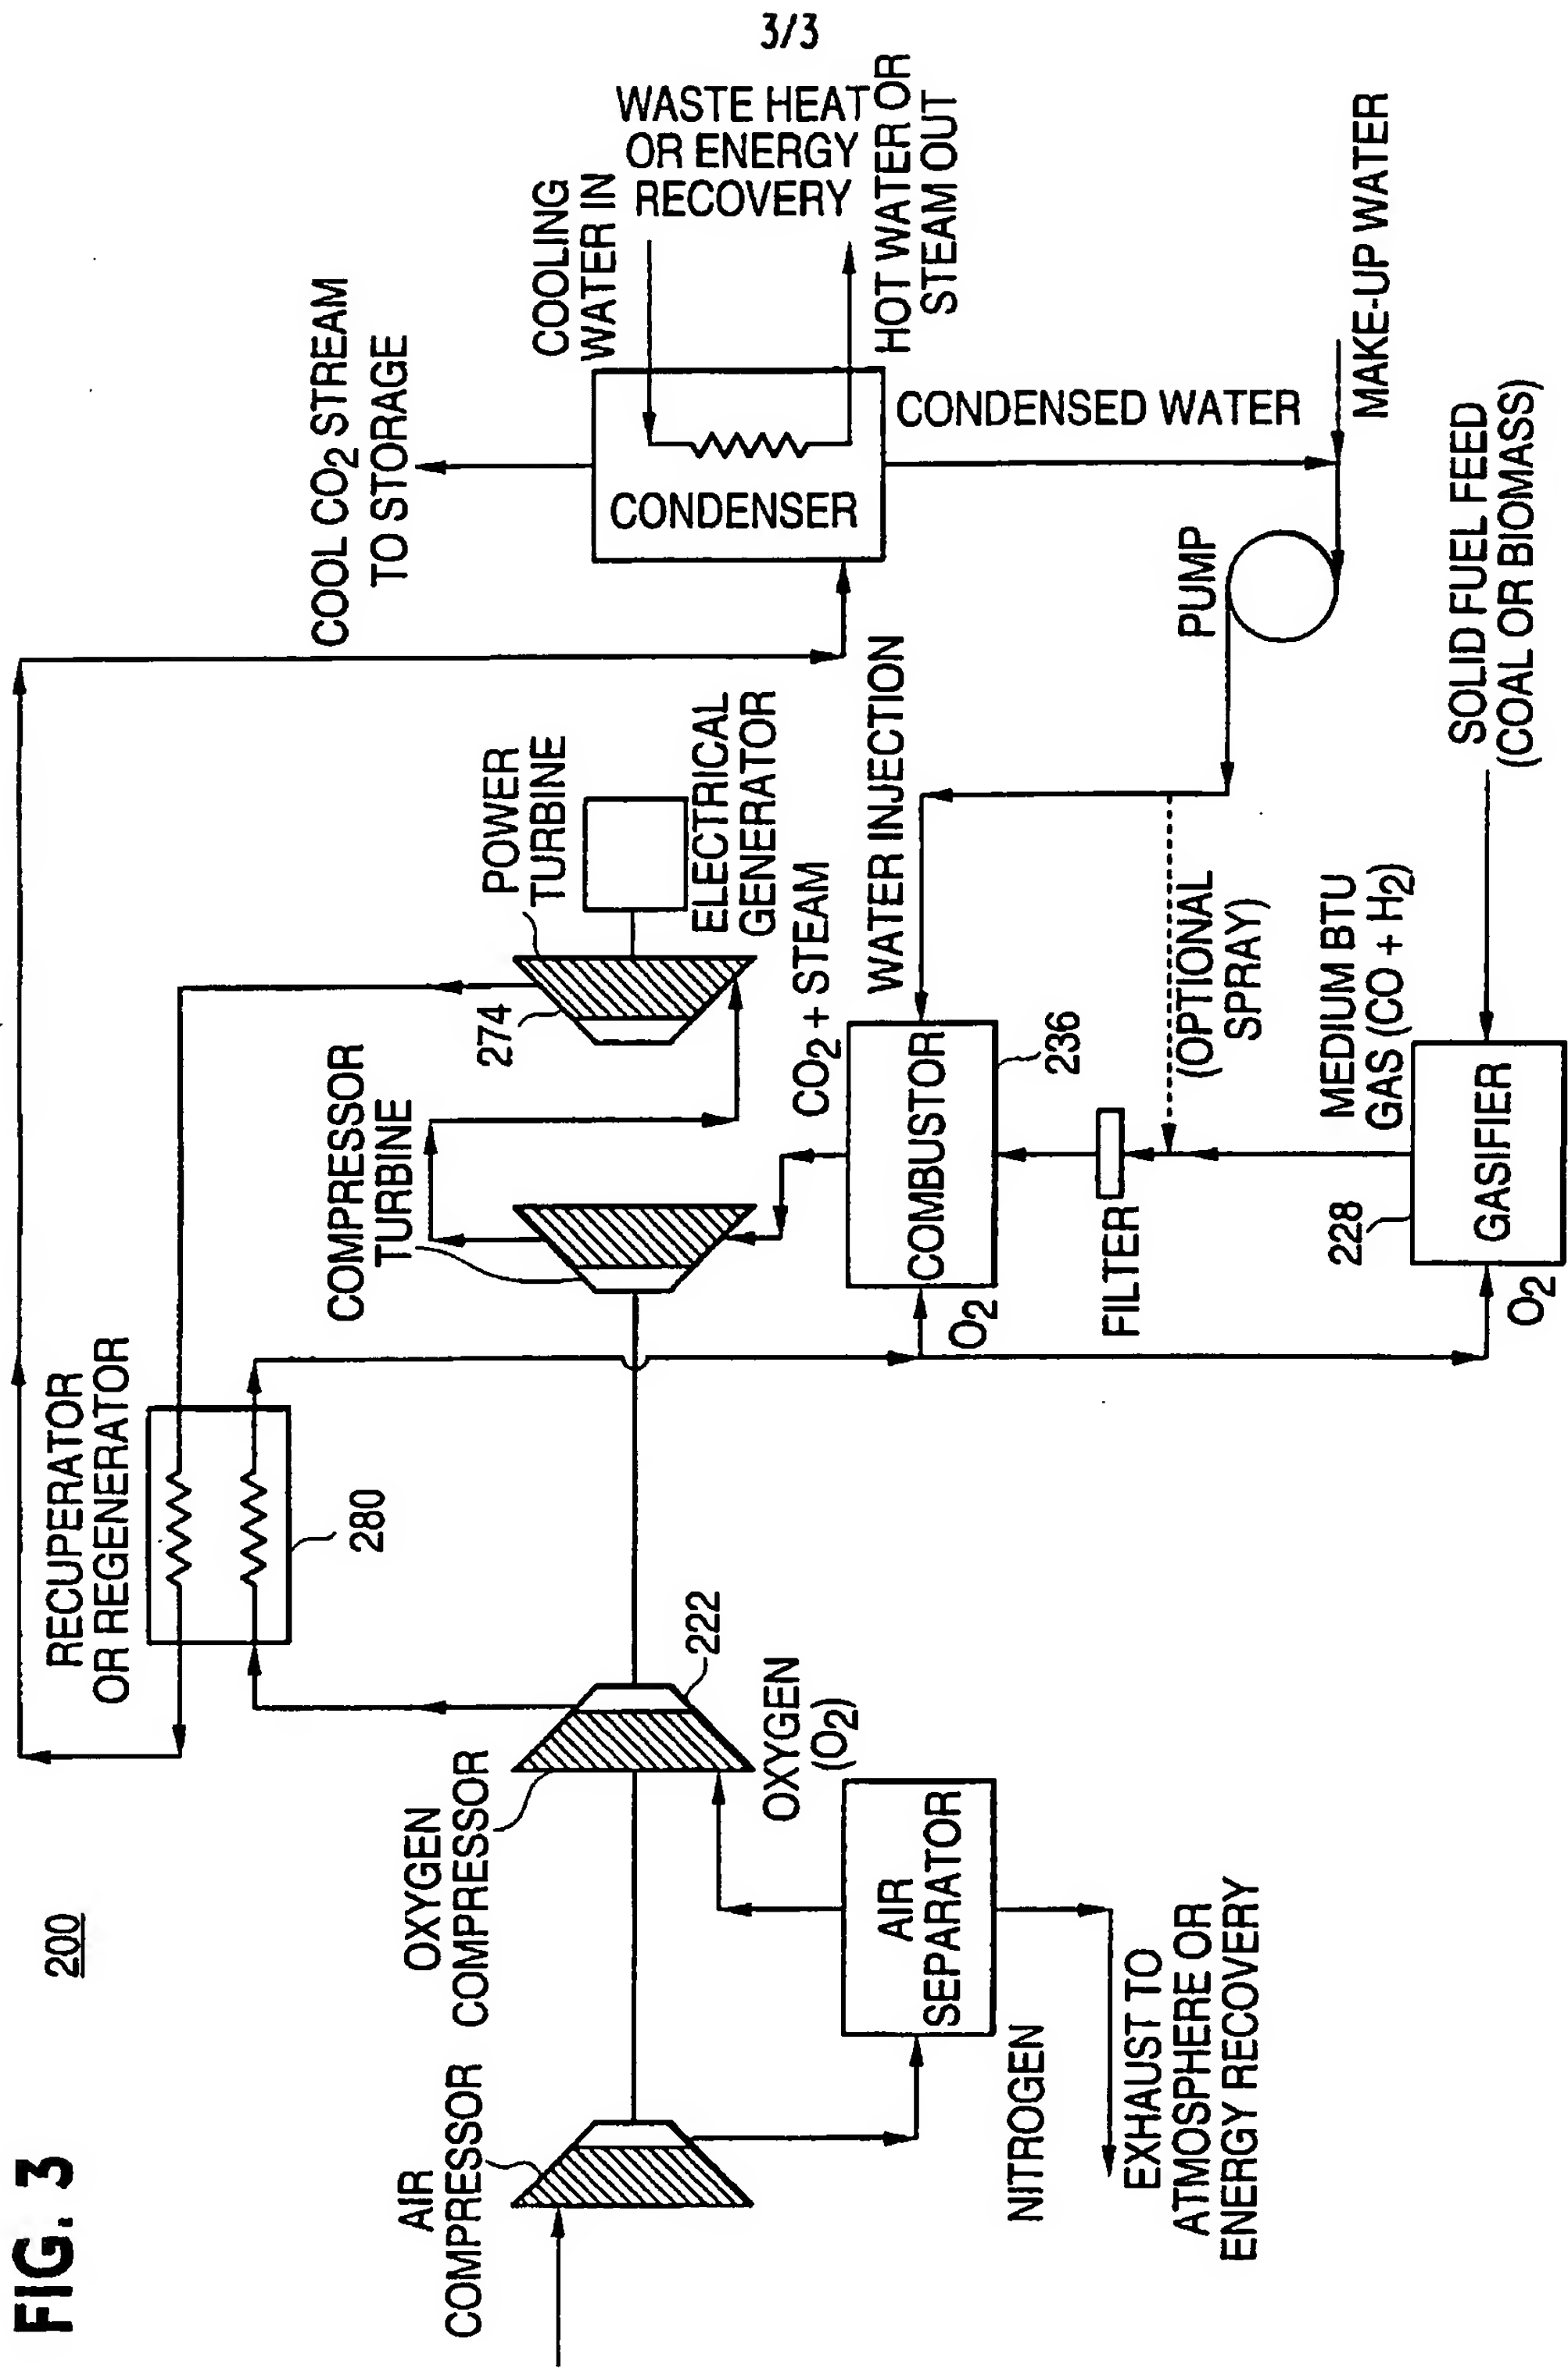 3/3
FIG. 3
200
AIR
COMPRESSOR
OXYGEN
COMPRESSOR
222
OXYGEN
(O2)
AIR
SEPARATOR
NITROGEN
EXHAUST TO
ATMOSPHERE OR
ENERGY RECOVERY
RECUPERATOR
OR REGENERATOR
280
COMPRESSOR
TURBINE
274
POWER
TURBINE
ELECTRICAL
GENERATOR
CO2 + STEAM
COMBUSTOR
236
O2
WATER INJECTION
FILTER
(OPTIONAL
SPRAY)
MEDIUM BTU
GAS (CO + H2)
228
GASIFIER
O2
SOLID FUEL FEED
(COAL OR BIOMASS)
PUMP
MAKE-UP WATER
CONDENSED WATER
CONDENSER
COOL CO2 STREAM
TO STORAGE
COOLING
WATER IN
WASTE HEAT
OR ENERGY
RECOVERY
HOT WATER OR
STEAM OUT